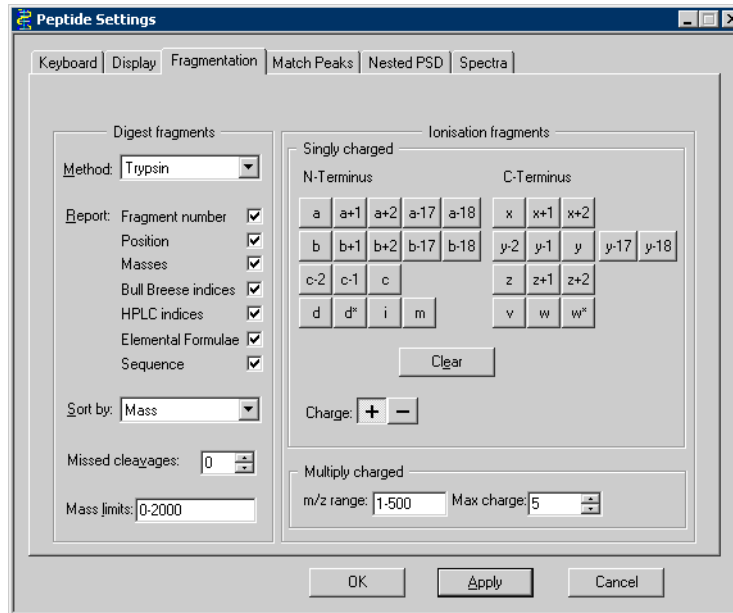 Peptide Settings
Keyboard Display Fragmentation Match Peaks Nested PSD Spectra
Digest fragments
Method: Trypsin
Report: Fragment number
Position
Masses
Bull Breese indices
HPLC indices
Elemental Formulae
Sequence
Sort by: Mass
Missed cleavages: 0
Mass limits: 0-2000
Ionisation fragments
Singly charged
N-Terminus C-Terminus
a a+1 a+2 a-17 a-18 x x+1 x+2
b b+1 b+2 b-17 b-18 y-2 y-1 y y-17 y-18
c-2 c-1 c z z+1 z+2
d d* i m v w w*
Clear
Charge: + −
Multiply charged
m/z range: 1-500 Max charge: 5
OK Apply Cancel